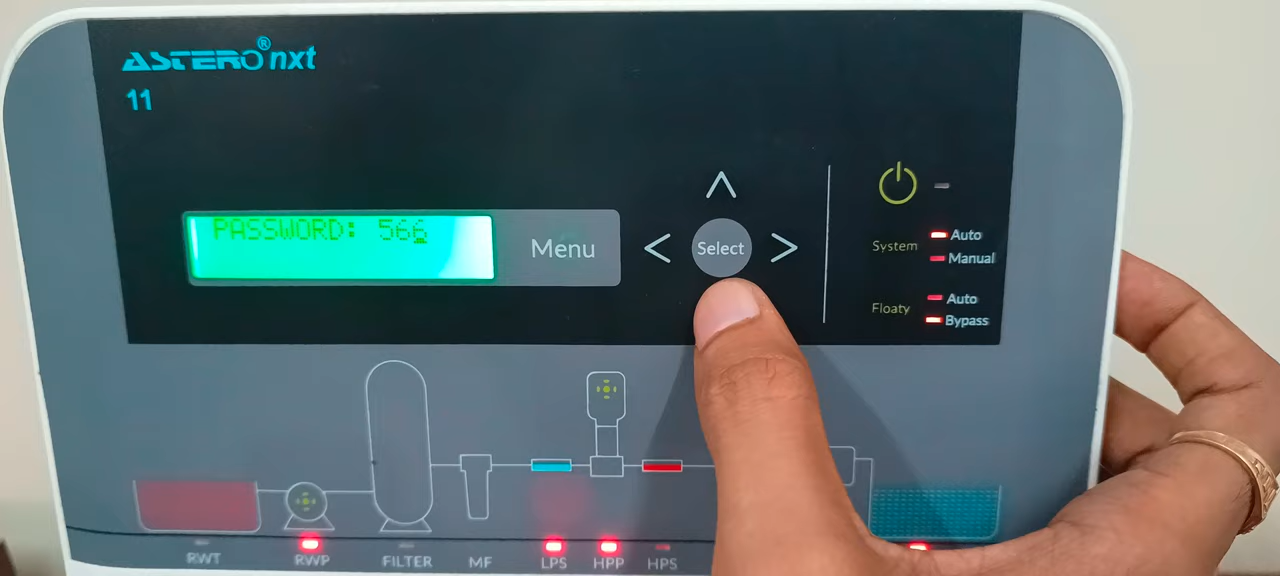 ASTERO® nxt
11
PASSWORD: 566
Menu
Select
System
Auto
Manual
Floaty
Auto
Bypass
RWT
RWP
FILTER
MF
LPS
HPP
HPS